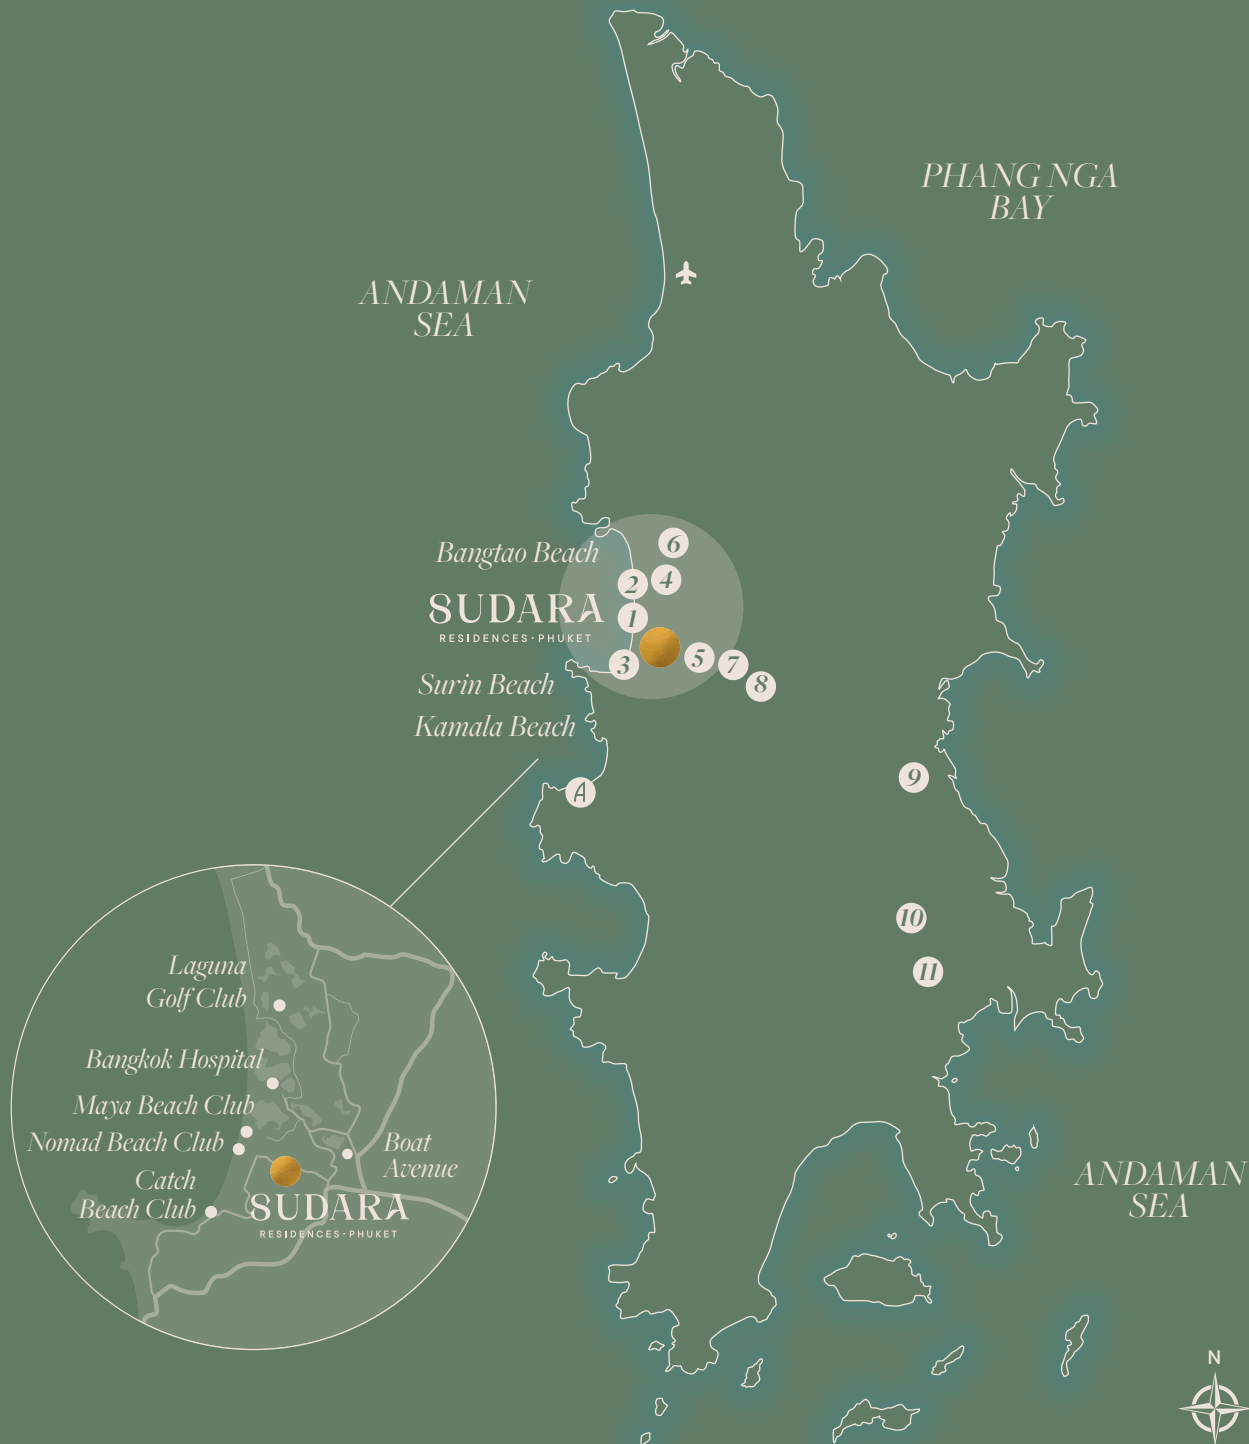 PHANG NGA
BAY
ANDAMAN
SEA
Bangtao Beach
6
2
4
SUDARA
RESIDENCES·PHUKET
1
3
5
7
8
Surin Beach
Kamala Beach
A
9
10
11
Laguna
Golf Club
Bangkok Hospital
Maya Beach Club
Nomad Beach Club
Boat
Avenue
Catch
Beach Club
SUDARA
RESIDENCES·PHUKET
ANDAMAN
SEA
N